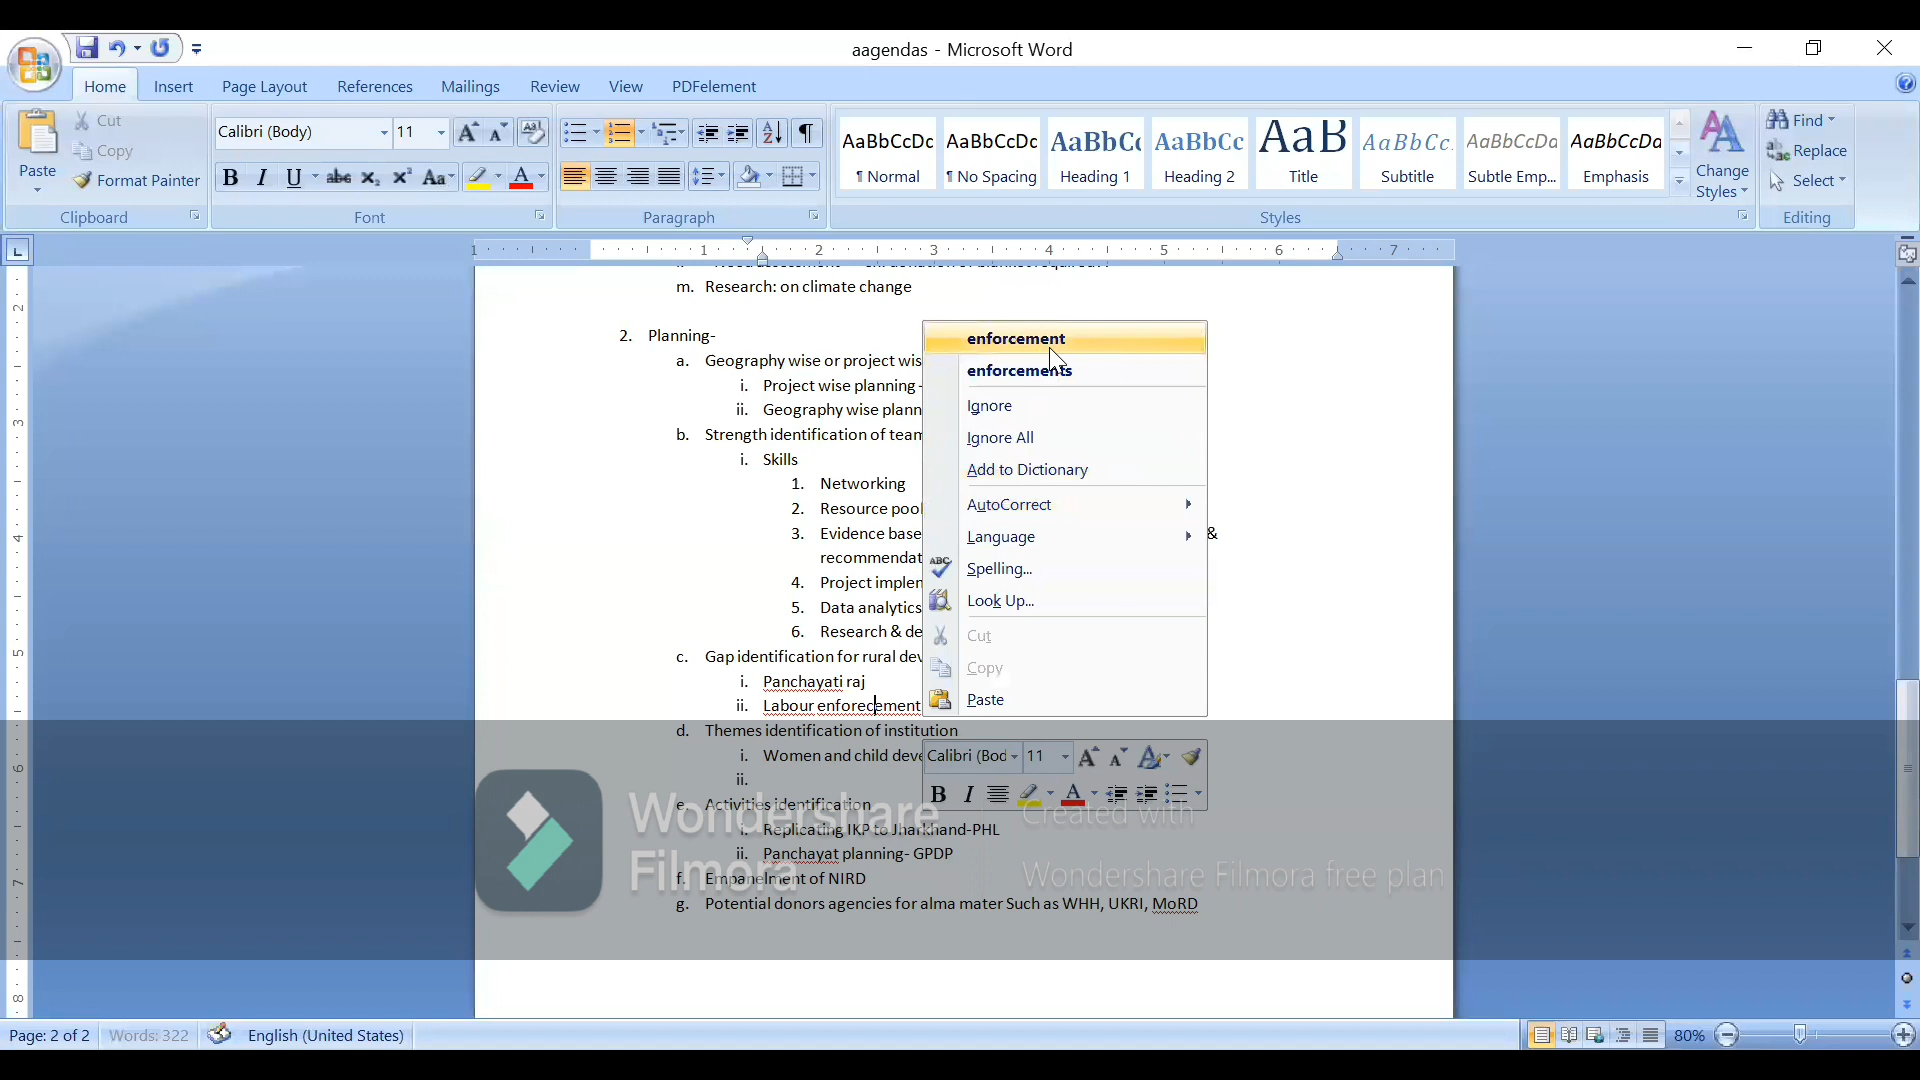 aagendas - Microsoft Word
Home Insert Page Layout References Mailings Review View PDFelement
Paste Cut Copy Format Painter
Calibri (Body) 11
AaBbCcDc AaBbCcDc AaBbCc AaBbCc AaB AaBbCc. AaBbCcDc AaBbCcDc
¶ Normal ¶ No Spacing Heading 1 Heading 2 Title Subtitle Subtle Emp... Emphasis
Change Styles
Find Replace Select
Clipboard Font Paragraph Styles Editing
m. Research: on climate change
2. Planning-
a. Geography wise or project wis
i. Project wise planning -
ii. Geography wise plann
b. Strength identification of team
i. Skills
1. Networking
2. Resource pool
3. Evidence base &
recommendat
4. Project implen
5. Data analytics
6. Research & de
c. Gap identification for rural dev
i. Panchayati raj
ii. Labour enforecement
d. Themes identification of institution
i. Women and child deve
ii.
e. Activities identification
i. Replicating IKP to Jharkhand-PHL
ii. Panchayat planning- GPDP
f. Empanelment of NIRD
g. Potential donors agencies for alma mater Such as WHH, UKRI, MoRD
enforcement
enforcements
Ignore
Ignore All
Add to Dictionary
AutoCorrect
Language
Spelling...
Look Up...
Cut
Copy
Paste
Calibri (Bod 11
B I
Wondershare
Filmora
Created with
Wondershare Filmora free plan
Page: 2 of 2 Words: 322 English (United States) 80%